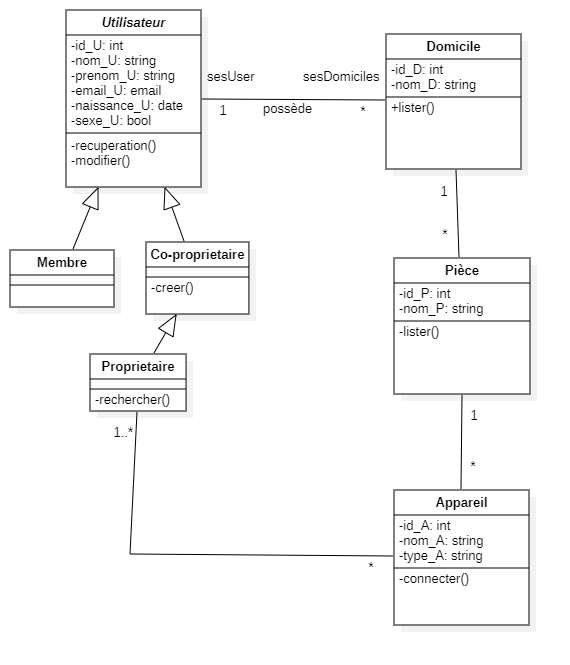 Utilisateur
-id_U: int
-nom_U: string
-prenom_U: string
-email_U: email
-naissance_U: date
-sexe_U: bool
-recuperation()
-modifier()
sesUser
sesDomiciles
1
possède
*
Domicile
-id_D: int
-nom_D: string
+lister()
1
*
Membre
Co-proprietaire
-creer()
Pièce
-id_P: int
-nom_P: string
-lister()
Proprietaire
-rechercher()
1..*
1
*
Appareil
-id_A: int
-nom_A: string
-type_A: string
-connecter()
*